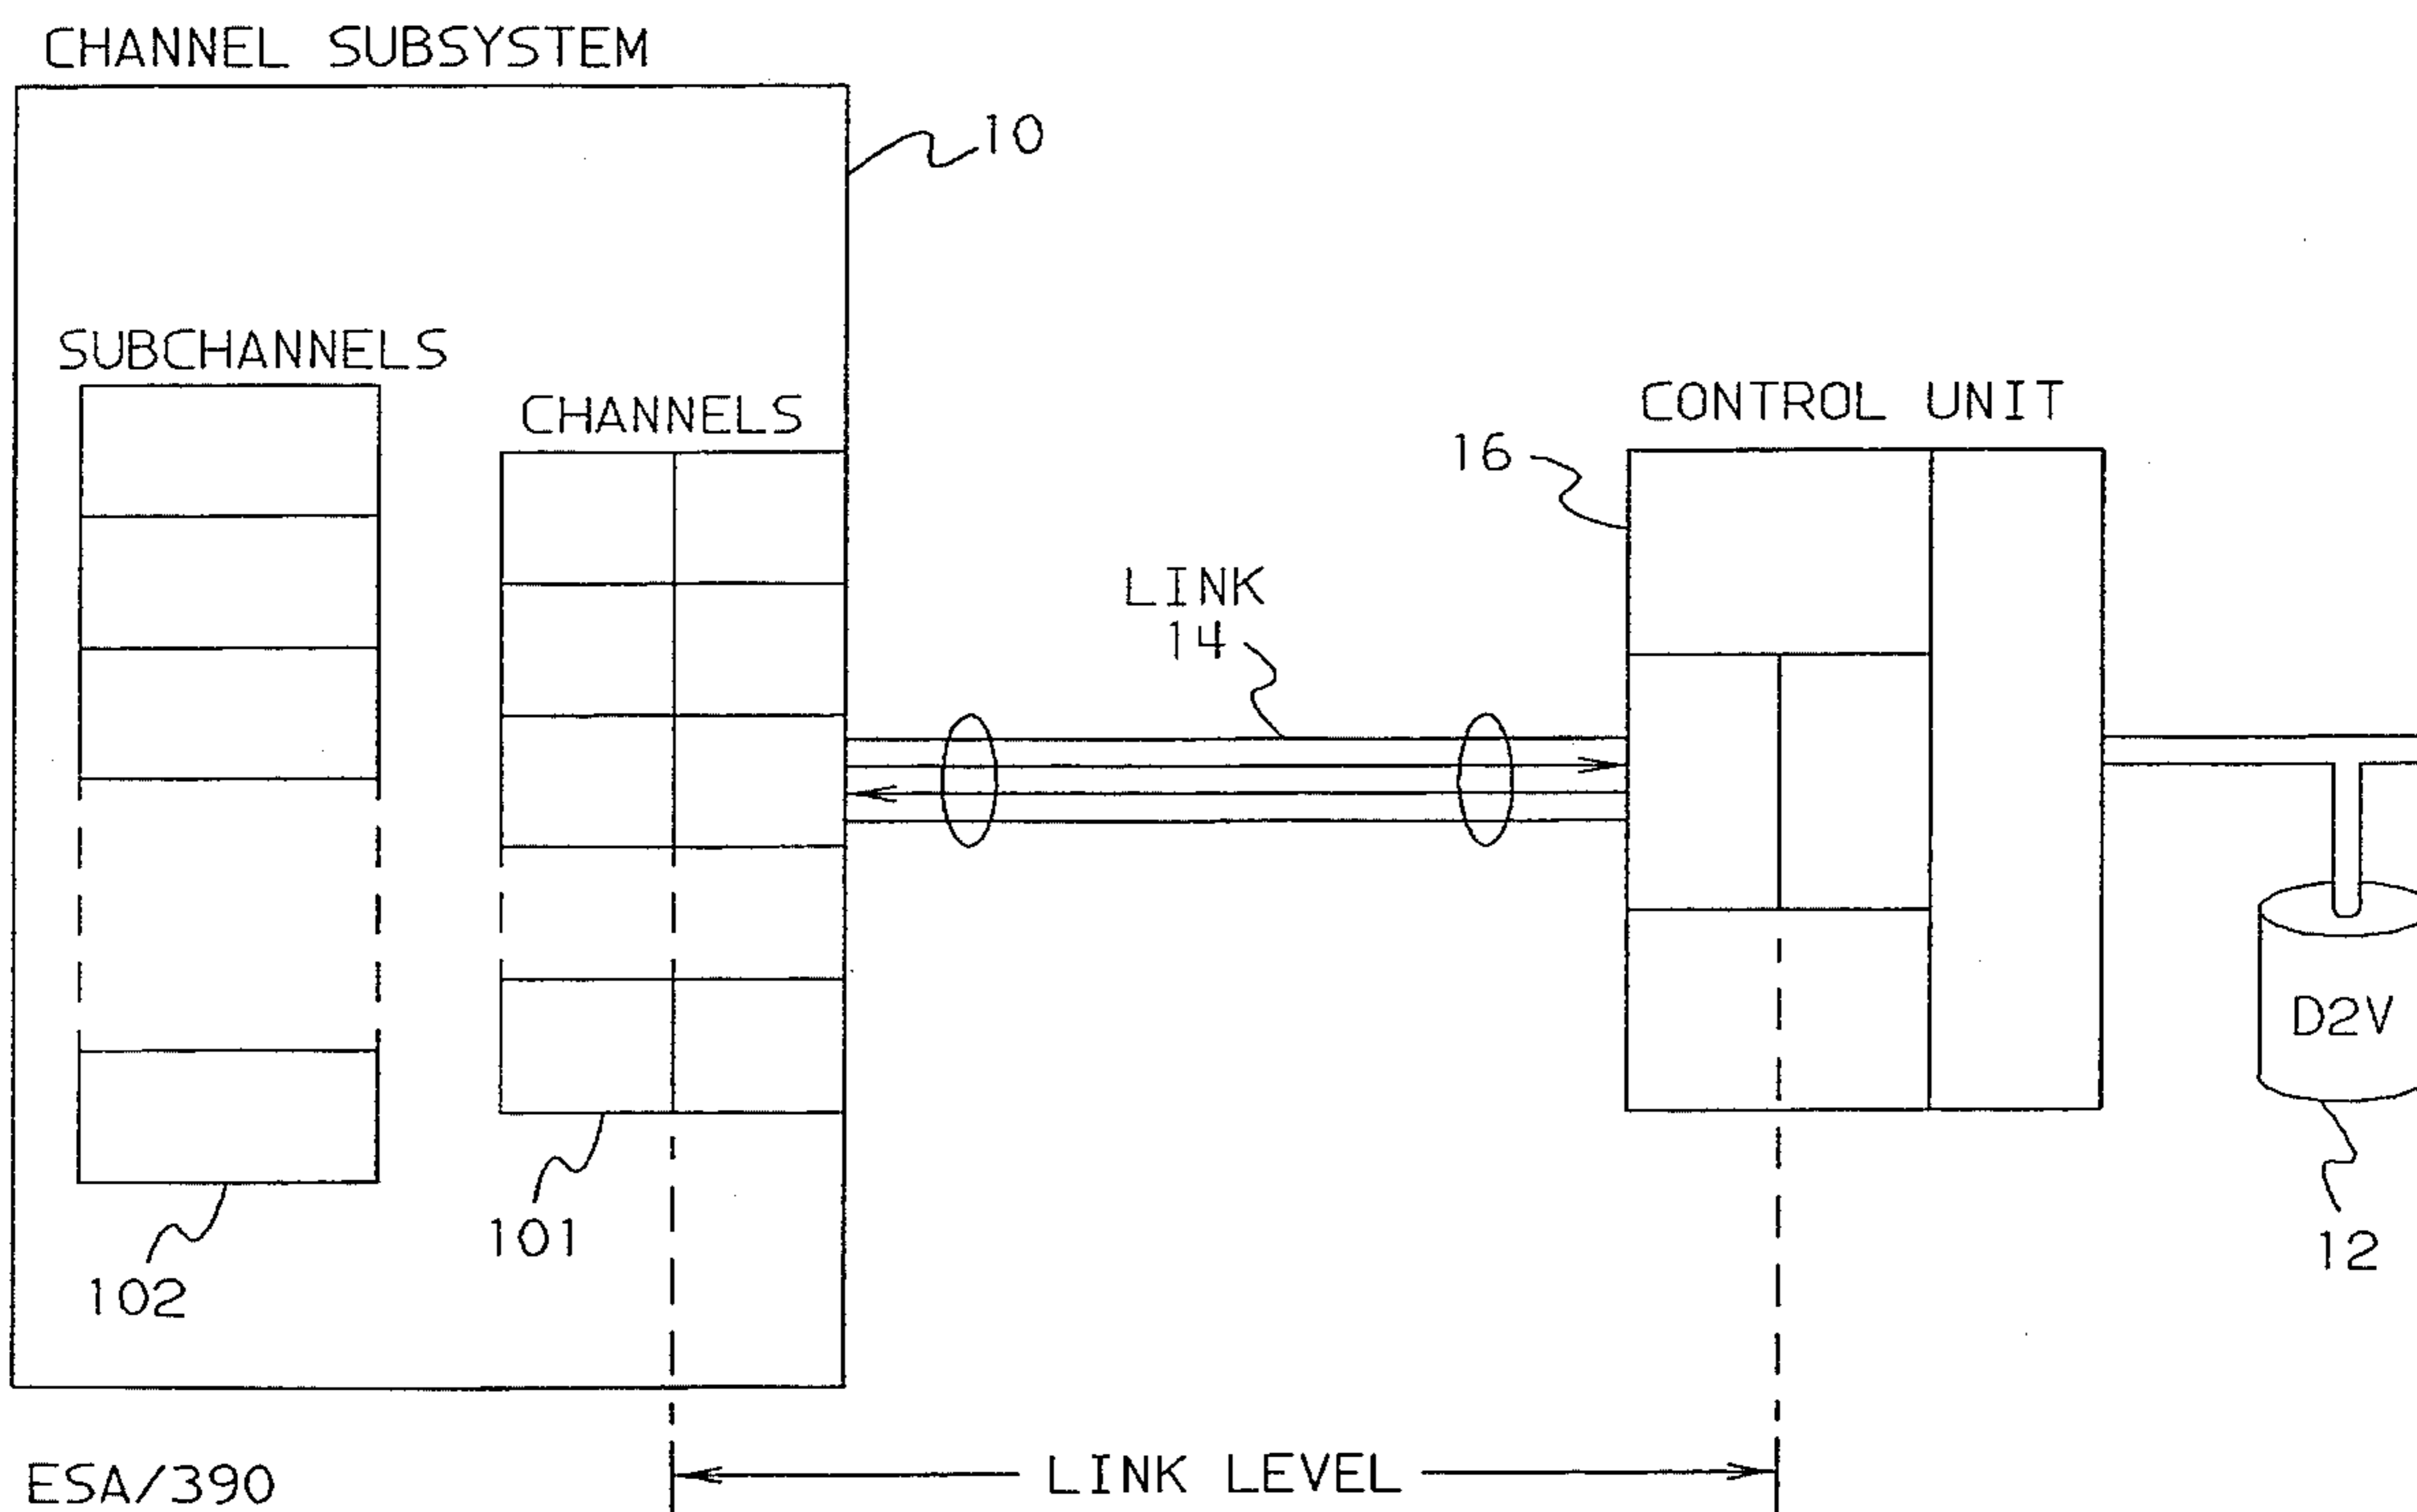 CHANNEL SUBSYSTEM
10
SUBCHANNELS
CHANNELS
CONTROL UNIT
16
LINK
14
D2V
101
102
12
ESA/390
LINK LEVEL